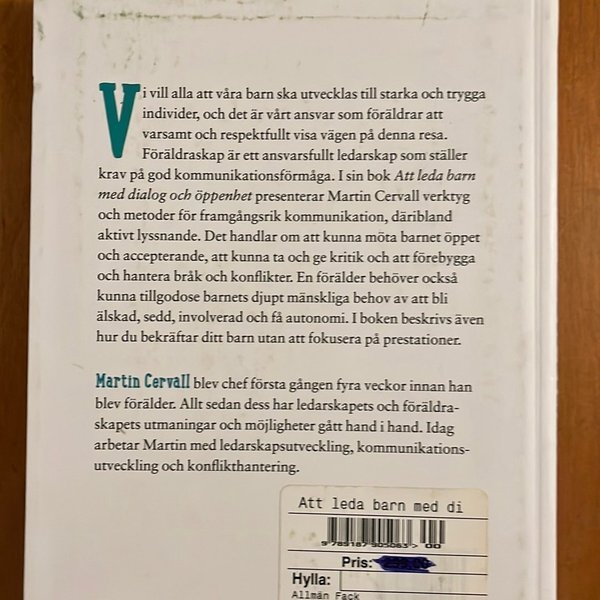 Vi vill alla att våra barn ska utvecklas till starka och trygga
individer, och det är vårt ansvar som föräldrar att
varsamt och respektfullt visa vägen på denna resa.
Föräldraskap är ett ansvarsfullt ledarskap som ställer
krav på god kommunikationsförmåga. I sin bok Att leda barn
med dialog och öppenhet presenterar Martin Cervall verktyg
och metoder för framgångsrik kommunikation, däribland
aktivt lyssnande. Det handlar om att kunna möta barnet öppet
och accepterande, att kunna ta och ge kritik och att förebygga
och hantera bråk och konflikter. En förälder behöver också
kunna tillgodose barnets djupt mänskliga behov av att bli
älskad, sedd, involverad och få autonomi. I boken beskrivs även
hur du bekräftar ditt barn utan att fokusera på prestationer.
Martin Cervall blev chef första gången fyra veckor innan han
blev förälder. Allt sedan dess har ledarskapets och föräldra-
skapets utmaningar och möjligheter gått hand i hand. Idag
arbetar Martin med ledarskapsutveckling, kommunikations-
utveckling och konflikthantering.
Att leda barn med di
9 789187 905063> 00
Pris:
Hylla:
Allmän Fack